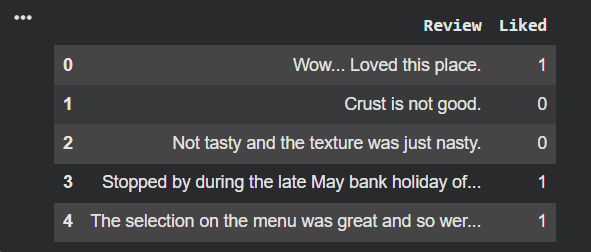 Review Liked
0 Wow... Loved this place. 1
1 Crust is not good. 0
2 Not tasty and the texture was just nasty. 0
3 Stopped by during the late May bank holiday of... 1
4 The selection on the menu was great and so wer... 1